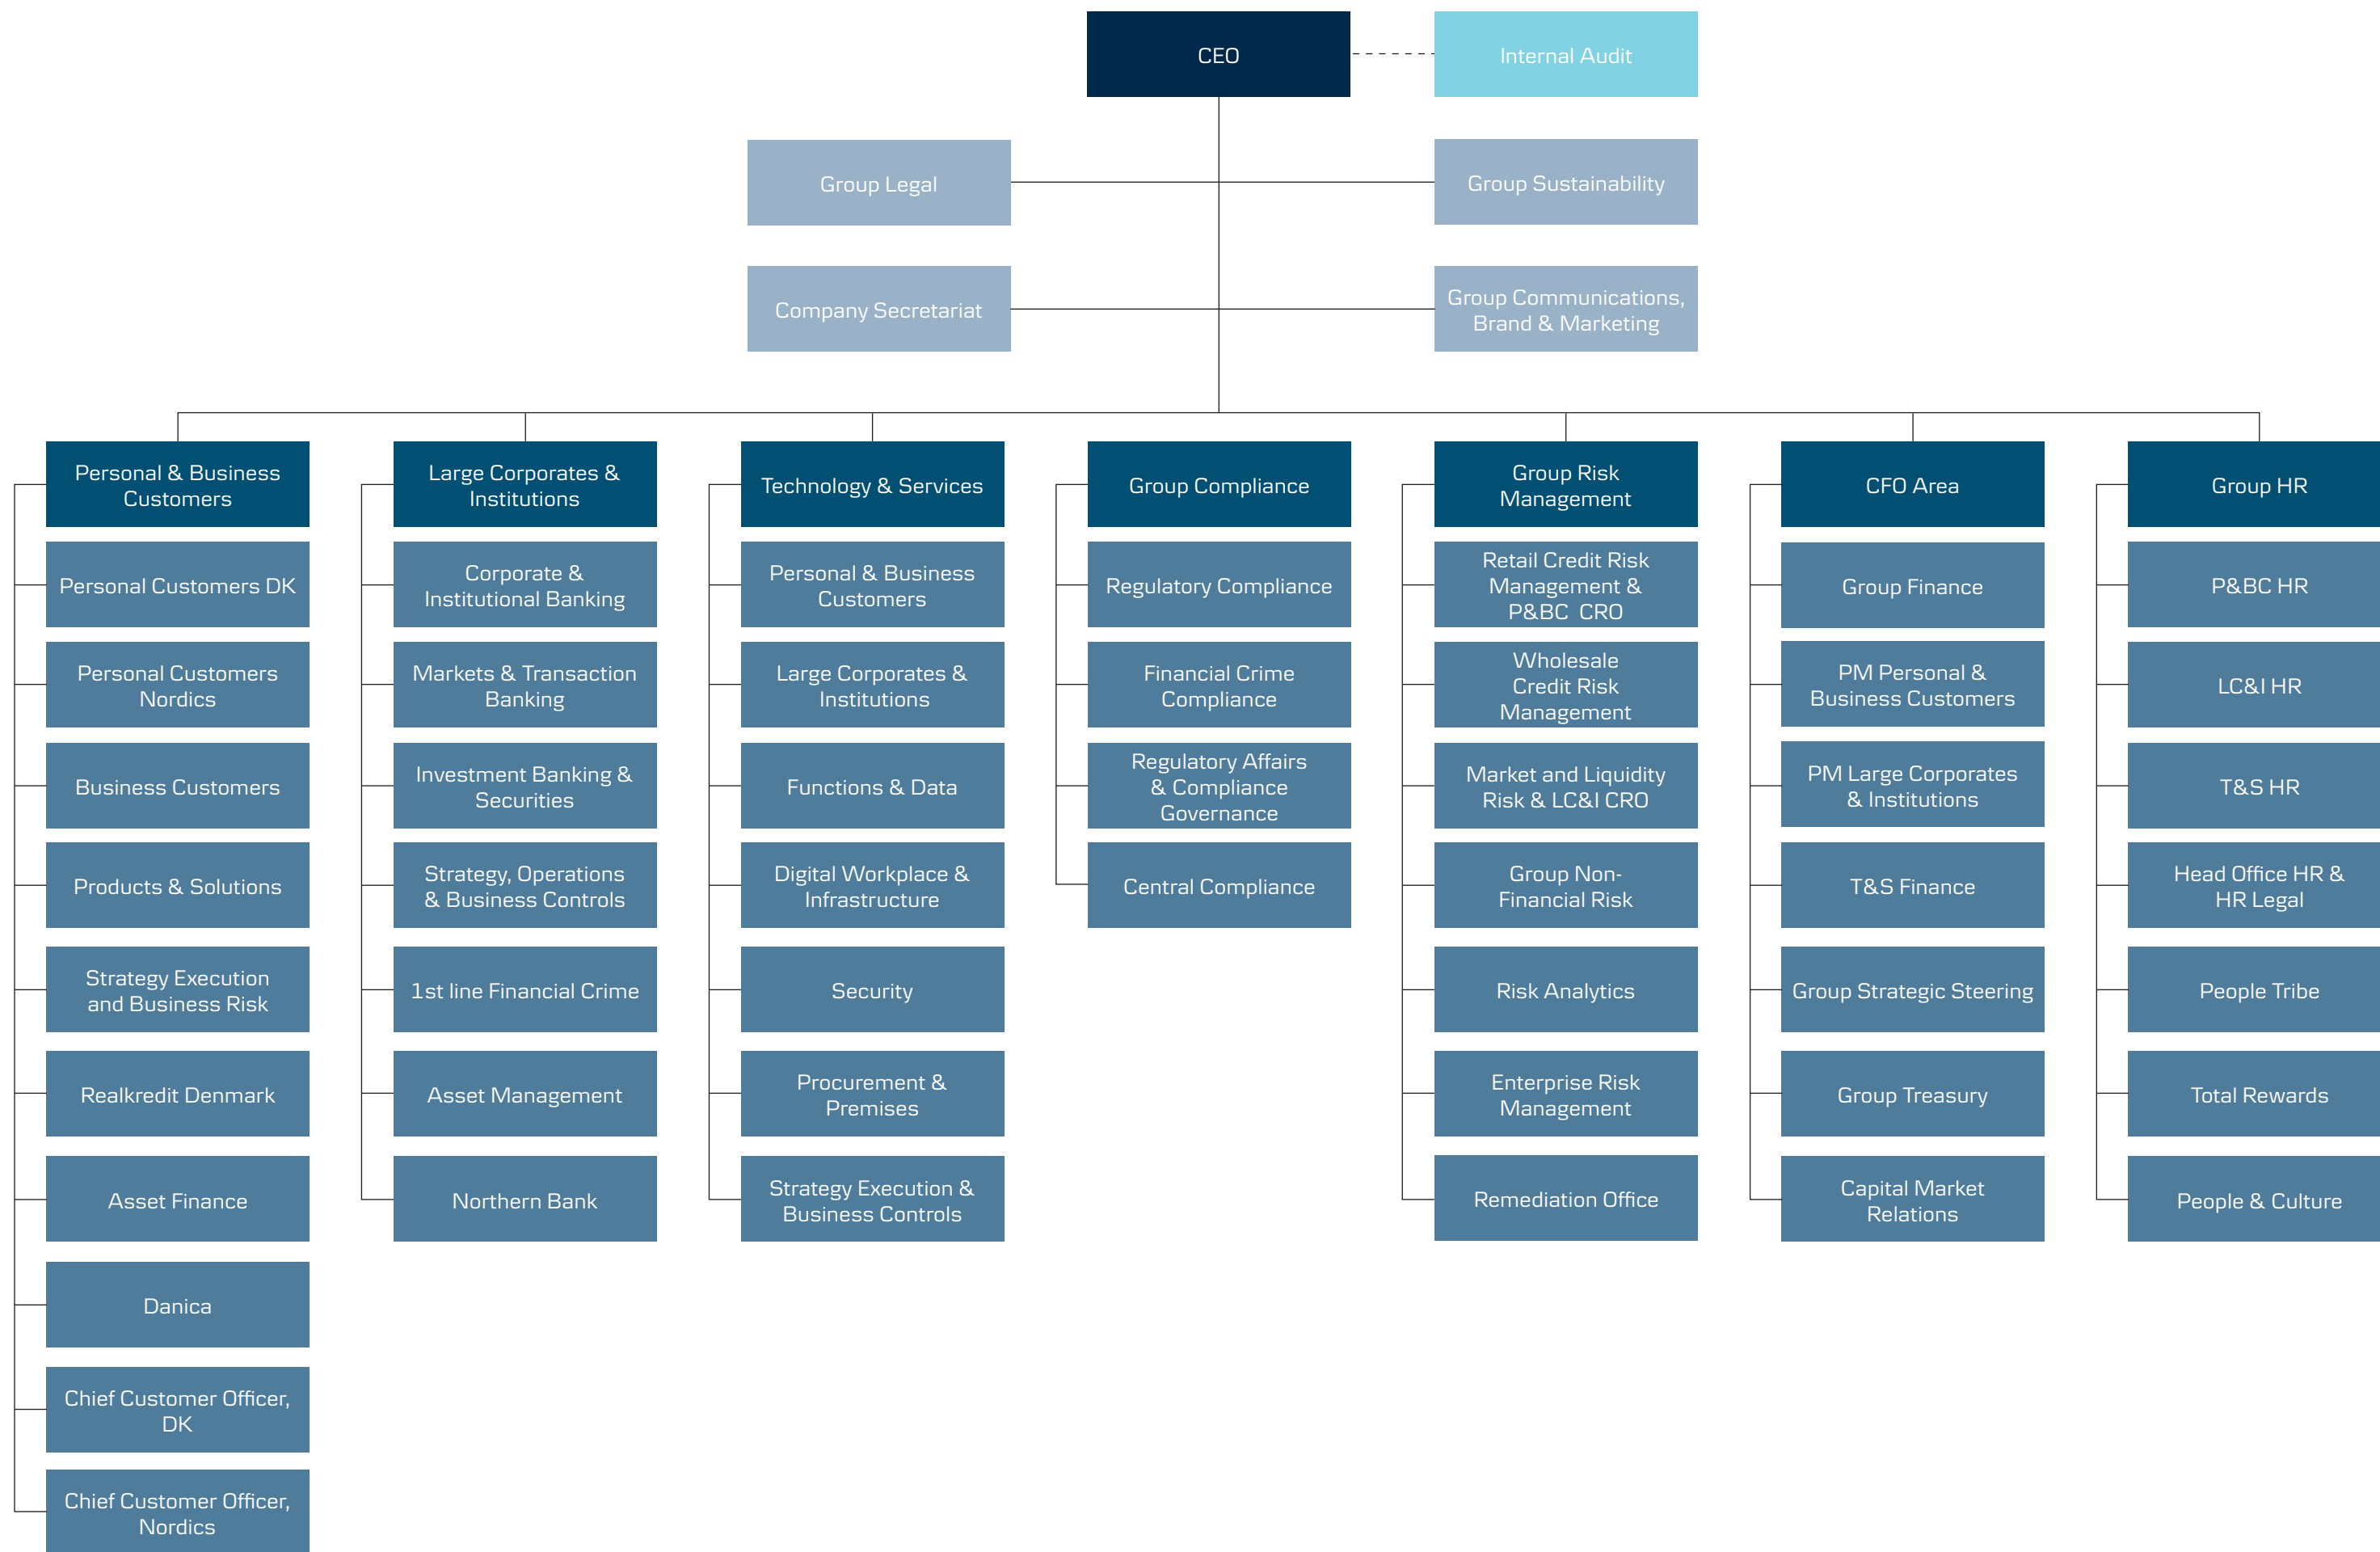 CEO
Internal Audit
Group Legal
Group Sustainability
Company Secretariat
Group Communications,
Brand & Marketing
Personal & Business
Customers
Personal Customers DK
Personal Customers
Nordics
Business Customers
Products & Solutions
Strategy Execution
and Business Risk
Realkredit Denmark
Asset Finance
Danica
Chief Customer Officer,
DK
Chief Customer Officer,
Nordics
Large Corporates &
Institutions
Corporate &
Institutional Banking
Markets & Transaction
Banking
Investment Banking &
Securities
Strategy, Operations
& Business Controls
1st line Financial Crime
Asset Management
Northern Bank
Technology & Services
Personal & Business
Customers
Large Corporates &
Institutions
Functions & Data
Digital Workplace &
Infrastructure
Security
Procurement &
Premises
Strategy Execution &
Business Controls
Group Compliance
Regulatory Compliance
Financial Crime
Compliance
Regulatory Affairs
& Compliance
Governance
Central Compliance
Group Risk
Management
Retail Credit Risk
Management &
P&BC CRO
Wholesale
Credit Risk
Management
Market and Liquidity
Risk & LC&I CRO
Group Non-
Financial Risk
Risk Analytics
Enterprise Risk
Management
Remediation Office
CFO Area
Group Finance
PM Personal &
Business Customers
PM Large Corporates
& Institutions
T&S Finance
Group Strategic Steering
Group Treasury
Capital Market
Relations
Group HR
P&BC HR
LC&I HR
T&S HR
Head Office HR &
HR Legal
People Tribe
Total Rewards
People & Culture